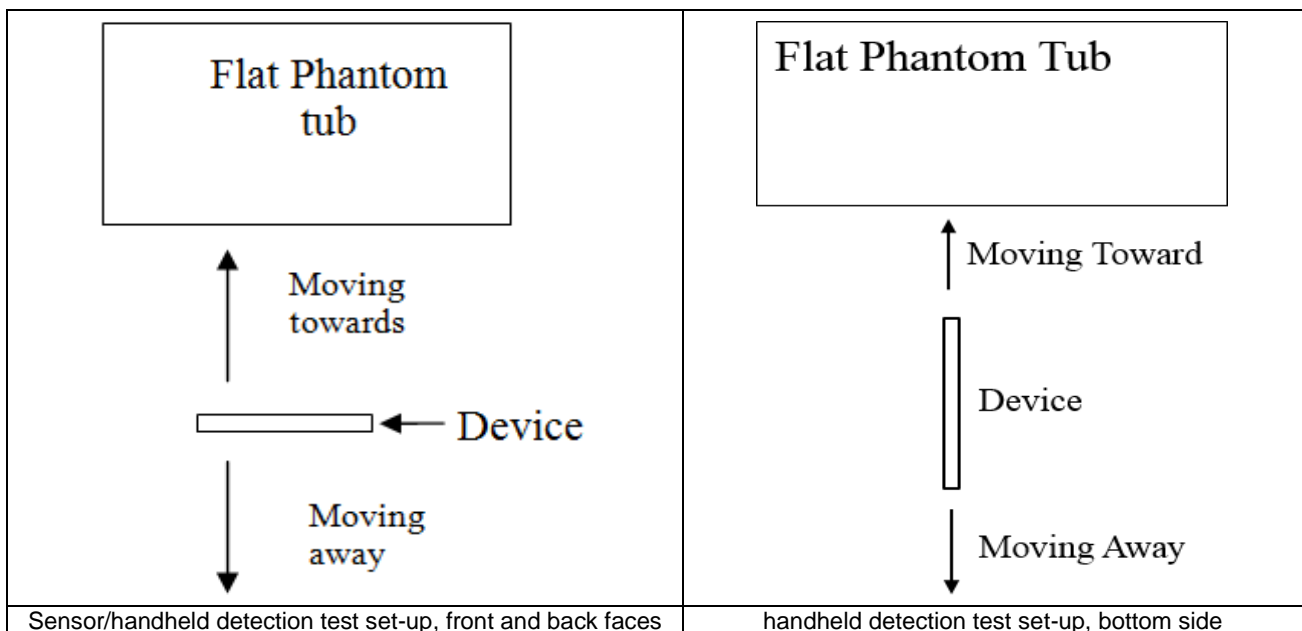 Flat Phantom
tub
Moving
towards
Device
Moving
away
Sensor/handheld detection test set-up, front and back faces
Flat Phantom Tub
Moving Toward
Device
Moving Away
handheld detection test set-up, bottom side